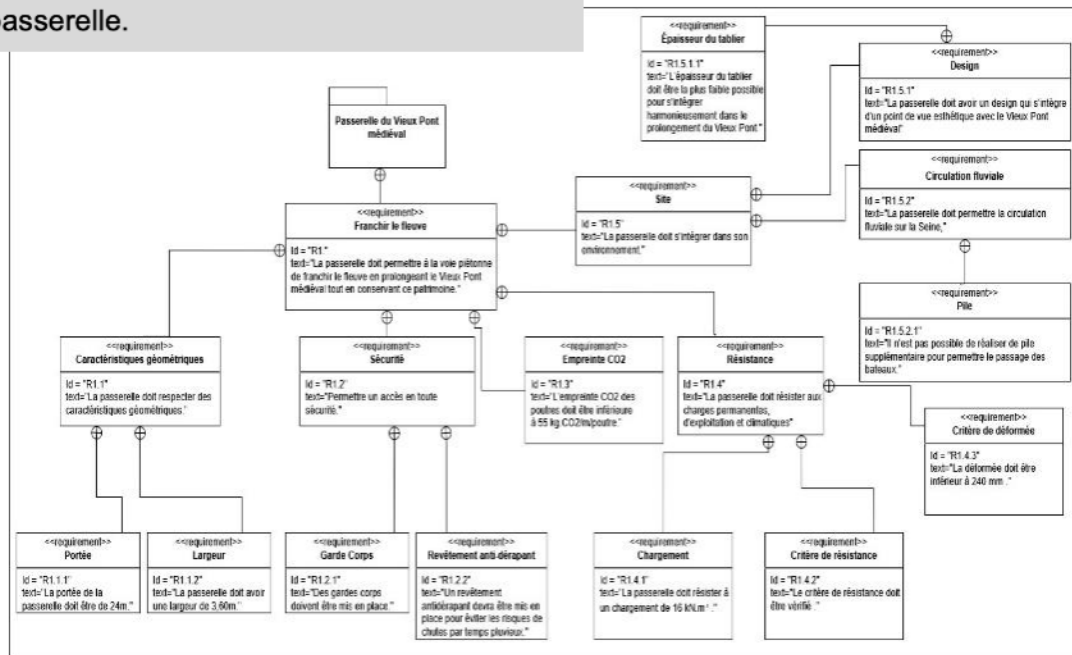 passerelle.
<<requirement>>
Épaisseur du tablier
Id = "R1.5.1.1"
text="L'épaisseur du tablier
doit être la plus faible possible
pour s'intégrer
harmonieusement dans le
prolongement du Vieux Pont."
<<requirement>>
Design
Id = "R1.5.1"
text="La passerelle doit avoir un design qui s'intègre
d'un point de vue esthétique avec le Vieux Pont
médiéval"
Passerelle du Vieux Pont
médiéval
<<requirement>>
Circulation fluviale
Id = "R1.5.2"
text="La passerelle doit permettre la circulation
fluviale sur la Seine,"
<<requirement>>
Site
Id = "R1.5"
text="La passerelle doit s'intégrer dans son
environnement."
<<requirement>>
Franchir le fleuve
Id = "R1."
text="La passerelle doit permettre à la voie piétonne
de franchir le fleuve en prolongeant le Vieux Pont
médiéval tout en conservant ce patrimoine."
<<requirement>>
Pile
Id = "R1.5.2.1"
text="Il n'est pas possible de réaliser de pile
supplémentaire pour permettre le passage des
bateaux."
<<requirement>>
Caractéristiques géométriques
Id = "R1.1"
text="La passerelle doit respecter des
caractéristiques géométriques."
<<requirement>>
Sécurité
Id = "R1.2"
text="Permettre un accès en toute
sécurité."
<<requirement>>
Empreinte CO2
Id = "R1.3"
text="L'empreinte CO2 des
poutres doit être inférieure
à 55 kg CO2/m/poutre."
<<requirement>>
Résistance
Id = "R1.4"
text="La passerelle doit résister aux
charges permanentes,
d'exploitation et climatiques"
<<requirement>>
Critère de déformée
Id = "R1.4.3"
text="La déformée doit être
inférieur à 240 mm ."
<<requirement>>
Portée
Id = "R1.1.1"
text="La portée de la
passerelle doit être de 24m."
<<requirement>>
Largeur
Id = "R1.1.2"
text="La passerelle doit avoir
une largeur de 3,60m."
<<requirement>>
Garde Corps
Id = "R1.2.1"
text="Des gardes corps
doivent être mis en place."
<<requirement>>
Revêtement anti-dérapant
Id = "R1.2.2"
text="Un revêtement
antidérapant devra être mis en
place pour éviter les risques de
chutes par temps pluvieux."
<<requirement>>
Chargement
Id = "R1.4.1"
text="La passerelle doit résister à
un chargement de 16 kN.m⁻¹ ."
<<requirement>>
Critère de résistance
Id = "R1.4.2"
text="Le critère de résistance doit
être vérifié ."